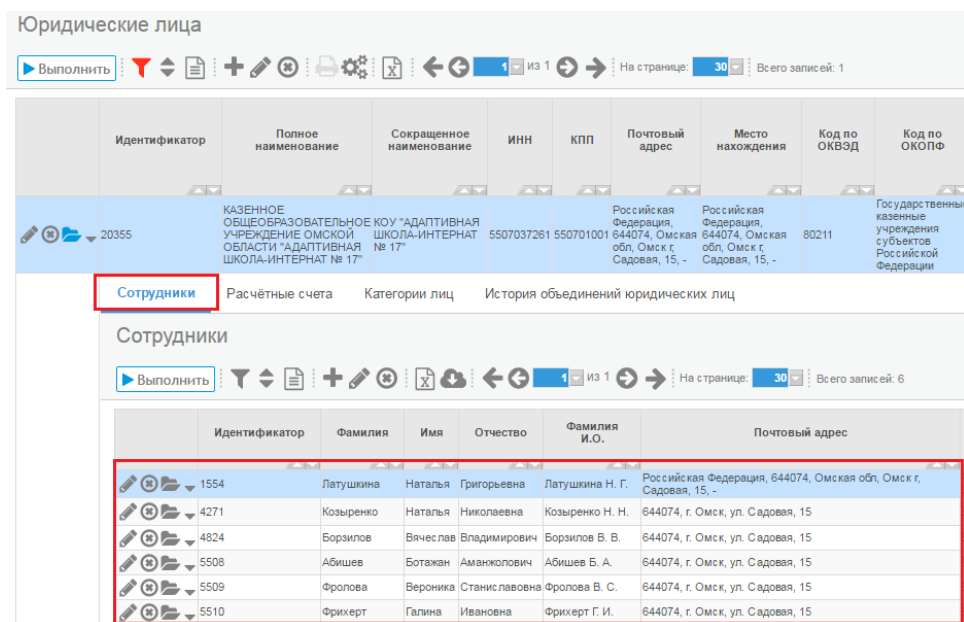 Юридические лица
Выполнить 1 из 1 На странице: 30 Всего записей: 1
Идентификатор Полное наименование Сокращенное наименование ИНН КПП Почтовый адрес Место нахождения Код по ОКВЭД Код по ОКОПФ
20355 КАЗЕННОЕ ОБЩЕОБРАЗОВАТЕЛЬНОЕ УЧРЕЖДЕНИЕ ОМСКОЙ ОБЛАСТИ "АДАПТИВНАЯ ШКОЛА-ИНТЕРНАТ № 17" КОУ "АДАПТИВНАЯ ШКОЛА-ИНТЕРНАТ № 17" 5507037261 550701001 Российская Федерация, 644074, Омская обл, Омск г, Садовая, 15, - Российская Федерация, 644074, Омская обл, Омск г, Садовая, 15, - 80211 Государственные казенные учреждения субъектов Российской Федерации
Сотрудники Расчётные счета Категории лиц История объединений юридических лиц
Сотрудники
Выполнить 1 из 1 На странице: 30 Всего записей: 6
Идентификатор Фамилия Имя Отчество Фамилия И.О. Почтовый адрес
1554 Латушкина Наталья Григорьевна Латушкина Н. Г. Российская Федерация, 644074, Омская обл, Омск г, Садовая, 15, -
4271 Козыренко Наталья Николаевна Козыренко Н. Н. 644074, г. Омск, ул. Садовая, 15
4824 Борзилов Вячеслав Владимирович Борзилов В. В. 644074, г. Омск, ул. Садовая, 15
5508 Абишев Ботажан Аманжолович Абишев Б. А. 644074, г. Омск, ул. Садовая, 15
5509 Фролова Вероника Станиславовна Фролова В. С. 644074, г. Омск, ул. Садовая, 15
5510 Фрихерт Галина Ивановна Фрихерт Г. И. 644074, г. Омск, ул. Садовая, 15